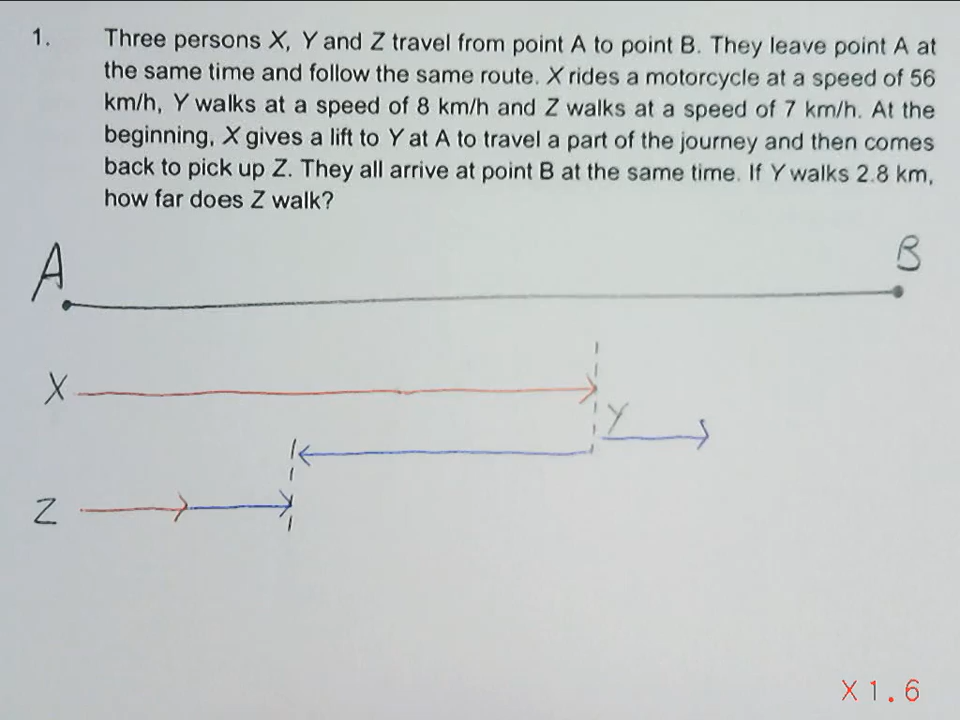 1. Three persons X, Y and Z travel from point A to point B. They leave point A at
the same time and follow the same route. X rides a motorcycle at a speed of 56
km/h, Y walks at a speed of 8 km/h and Z walks at a speed of 7 km/h. At the
beginning, X gives a lift to Y at A to travel a part of the journey and then comes
back to pick up Z. They all arrive at point B at the same time. If Y walks 2.8 km,
how far does Z walk?
A
B
X
Y
Z
X1.6